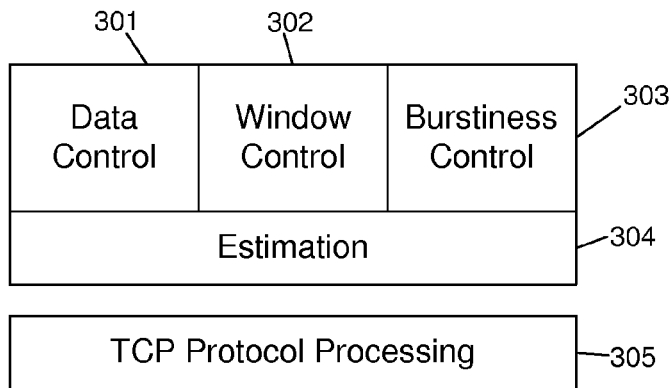 301
302
Data
Control
Window
Control
Burstiness
Control
303
Estimation
304
TCP Protocol Processing
305